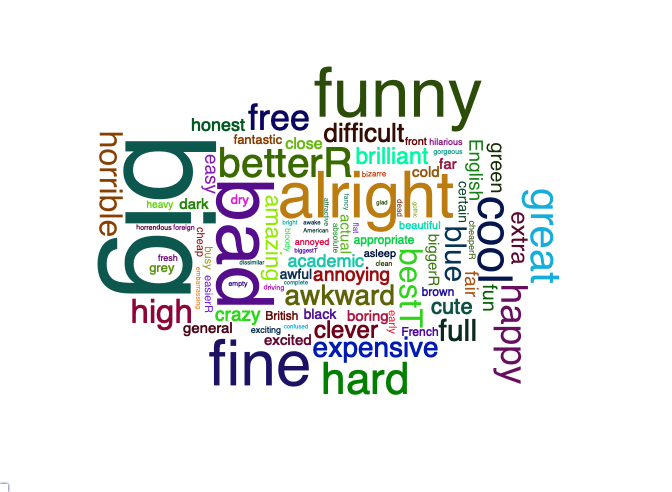 funny
free
honest
difficult
fantastic
close
front
hilarious
horrible
big
easy
betterR
brilliant
gorgeous
far
English
green
bizarre
cold
alright
bad
dry
amazing
heavy
dark
attractive
fancy
glad
dead
gothic
certain
cool
great
extra
bright
awake
American
actual
flat
absolute
beautiful
cheaperR
horrendous
foreign
cheap
bloody
annoyed
biggestT
appropriate
biggerR
blue
busy
dissimilar
academic
asleep
clean
fresh
grey
embarrassing
easierR
empty
driving
awful
complete
annoying
bestT
fair
fun
happy
high
awkward
brown
cute
crazy
British
black
boring
early
general
exciting
confused
clever
French
full
excited
expensive
fine
hard